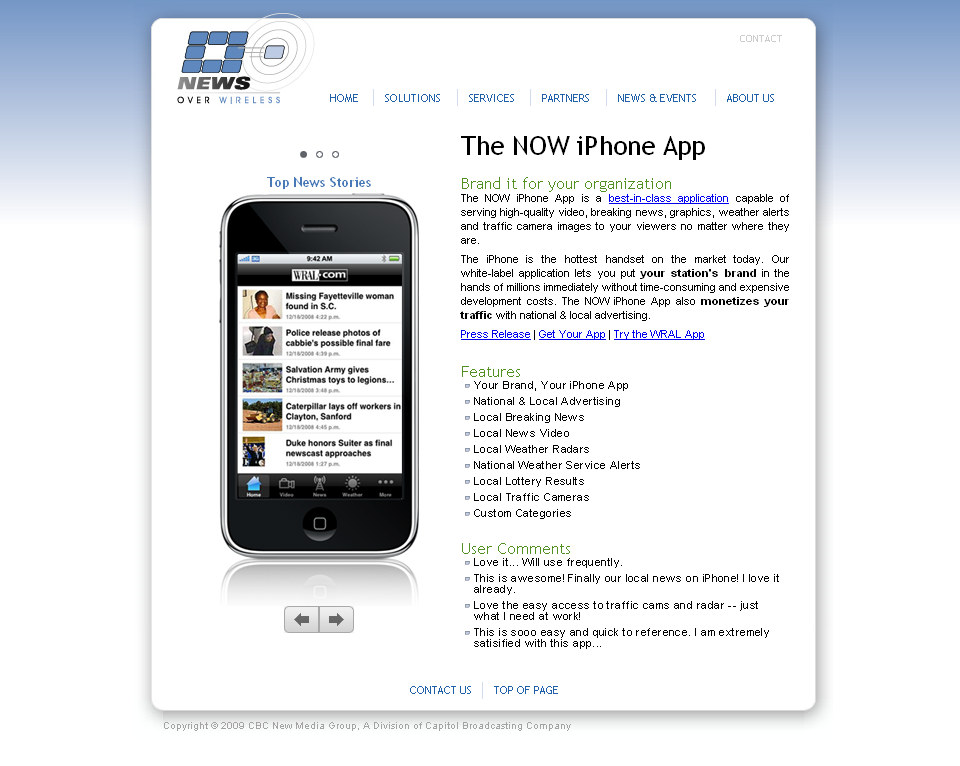 CONTACT
NEWS
OVER WIRELESS
HOME
SOLUTIONS
SERVICES
PARTNERS
NEWS & EVENTS
ABOUT US
Top News Stories
9:42 AM
WRAL.com
Missing Fayetteville woman
found in S.C.
12/16/2008 4:22 p.m.
Police release photos of
cabbie's possible final fare
12/16/2008 4:39 p.m.
Salvation Army gives
Christmas toys to legions...
12/16/2008 3:48 p.m.
Caterpillar lays off workers in
Clayton, Sanford
12/16/2008 4:45 p.m.
Duke honors Suiter as final
newscast approaches
12/16/2008 1:27 p.m.
Home
Video
News
Weather
More
The NOW iPhone App
Brand it for your organization
The NOW iPhone App is a best-in-class application capable of
serving high-quality video, breaking news, graphics, weather alerts
and traffic camera images to your viewers no matter where they
are.
The iPhone is the hottest handset on the market today. Our
white-label application lets you put your station's brand in the
hands of millions immediately without time-consuming and expensive
development costs. The NOW iPhone App also monetizes your
traffic with national & local advertising.
Press Release | Get Your App | Try the WRAL App
Features
Your Brand, Your iPhone App
National & Local Advertising
Local Breaking News
Local News Video
Local Weather Radars
National Weather Service Alerts
Local Lottery Results
Local Traffic Cameras
Custom Categories
User Comments
Love it... Will use frequently.
This is awesome! Finally our local news on iPhone! I love it
already.
Love the easy access to traffic cams and radar -- just
what I need at work!
This is sooo easy and quick to reference. I am extremely
satisified with this app...
CONTACT US
TOP OF PAGE
Copyright © 2009 CBC New Media Group, A Division of Capitol Broadcasting Company